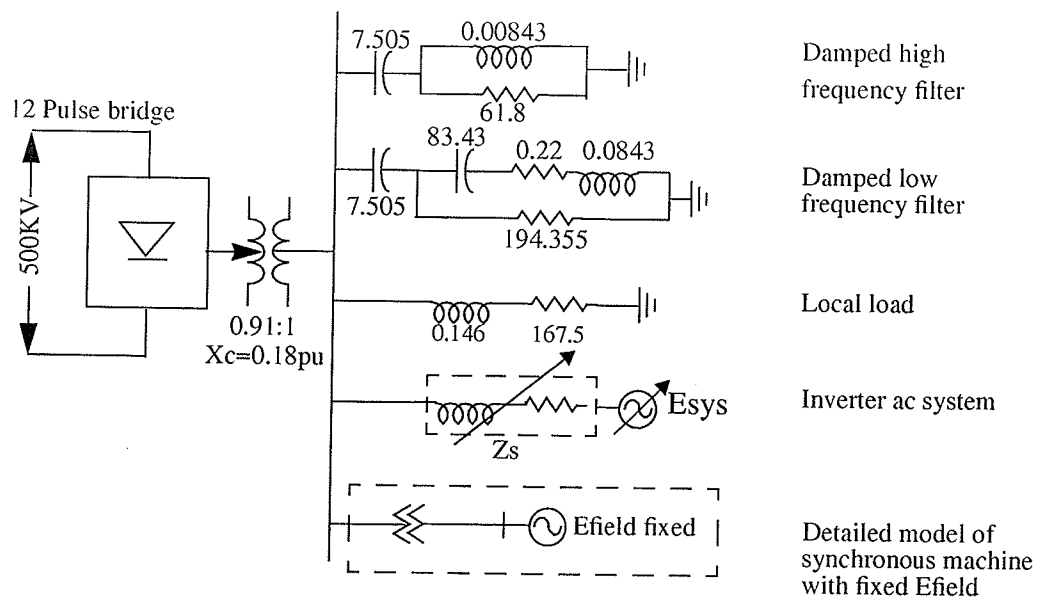 12 Pulse bridge
500KV
0.91:1
Xc=0.18pu
7.505
0.00843
61.8
Damped high
frequency filter
83.43
0.22
0.0843
7.505
194.355
Damped low
frequency filter
0.146
167.5
Local load
Zs
Esys
Inverter ac system
Efield fixed
Detailed model of
synchronous machine
with fixed Efield